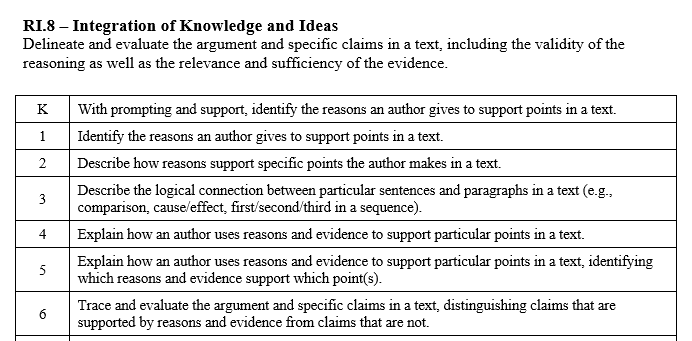 RI.8 – Integration of Knowledge and Ideas
Delineate and evaluate the argument and specific claims in a text, including the validity of the
reasoning as well as the relevance and sufficiency of the evidence.
K With prompting and support, identify the reasons an author gives to support points in a text.
1 Identify the reasons an author gives to support points in a text.
2 Describe how reasons support specific points the author makes in a text.
3 Describe the logical connection between particular sentences and paragraphs in a text (e.g.,
comparison, cause/effect, first/second/third in a sequence).
4 Explain how an author uses reasons and evidence to support particular points in a text.
5 Explain how an author uses reasons and evidence to support particular points in a text, identifying
which reasons and evidence support which point(s).
6 Trace and evaluate the argument and specific claims in a text, distinguishing claims that are
supported by reasons and evidence from claims that are not.